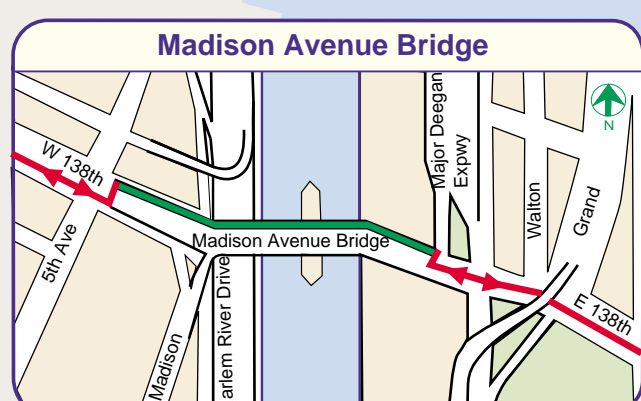 Madison Avenue Bridge
W 138th
5th Ave
Madison
arlem River Drive
Madison Avenue Bridge
Major Deegan
Expwy
Walton
Grand
N
E 138th